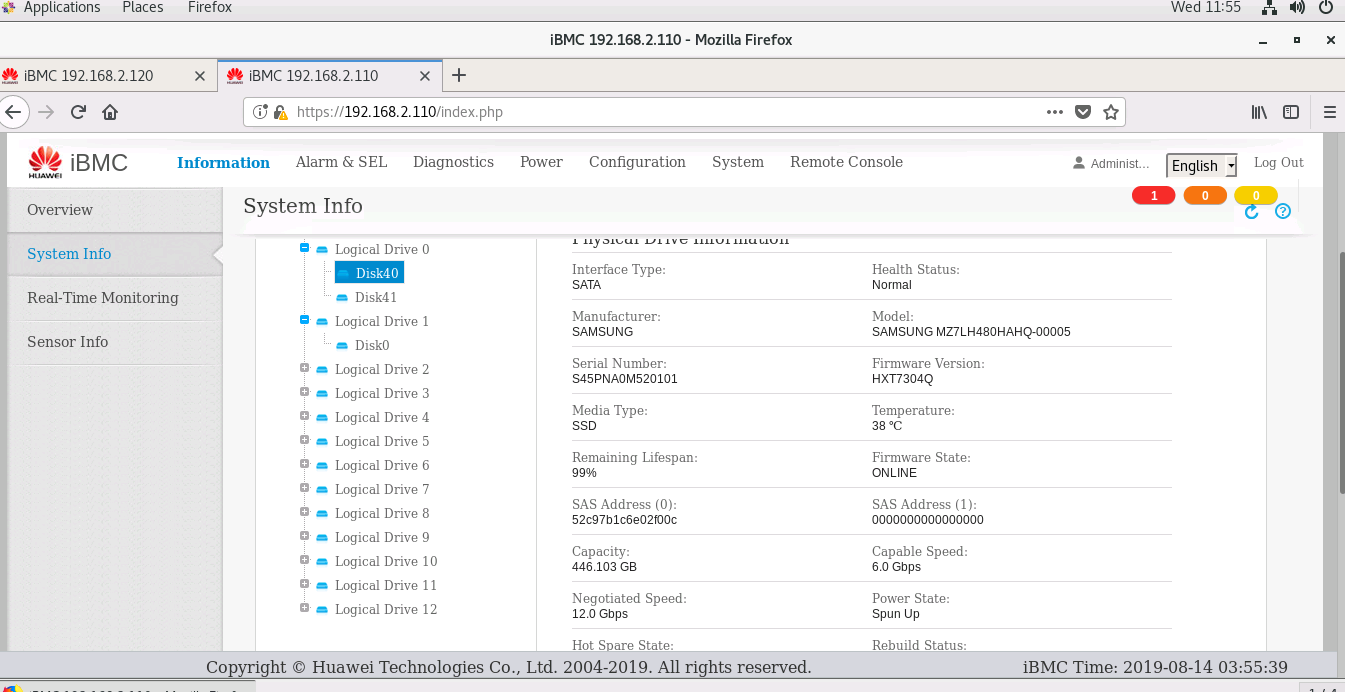 Applications Places Firefox Wed 11:55
iBMC 192.168.2.110 - Mozilla Firefox
iBMC 192.168.2.120 iBMC 192.168.2.110
https://192.168.2.110/index.php
HUAWEI iBMC Information Alarm & SEL Diagnostics Power Configuration System Remote Console Administ... English Log Out
1 0 0
Overview
System Info
Real-Time Monitoring
Sensor Info
System Info
Logical Drive 0
Disk40
Disk41
Logical Drive 1
Disk0
Logical Drive 2
Logical Drive 3
Logical Drive 4
Logical Drive 5
Logical Drive 6
Logical Drive 7
Logical Drive 8
Logical Drive 9
Logical Drive 10
Logical Drive 11
Logical Drive 12
Physical Drive Information
Interface Type: Health Status:
SATA Normal
Manufacturer: Model:
SAMSUNG SAMSUNG MZ7LH480HAHQ-00005
Serial Number: Firmware Version:
S45PNA0M520101 HXT7304Q
Media Type: Temperature:
SSD 38 ℃
Remaining Lifespan: Firmware State:
99% ONLINE
SAS Address (0): SAS Address (1):
52c97b1c6e02f00c 0000000000000000
Capacity: Capable Speed:
446.103 GB 6.0 Gbps
Negotiated Speed: Power State:
12.0 Gbps Spun Up
Hot Spare State: Rebuild Status:
Copyright © Huawei Technologies Co., Ltd. 2004-2019. All rights reserved. iBMC Time: 2019-08-14 03:55:39